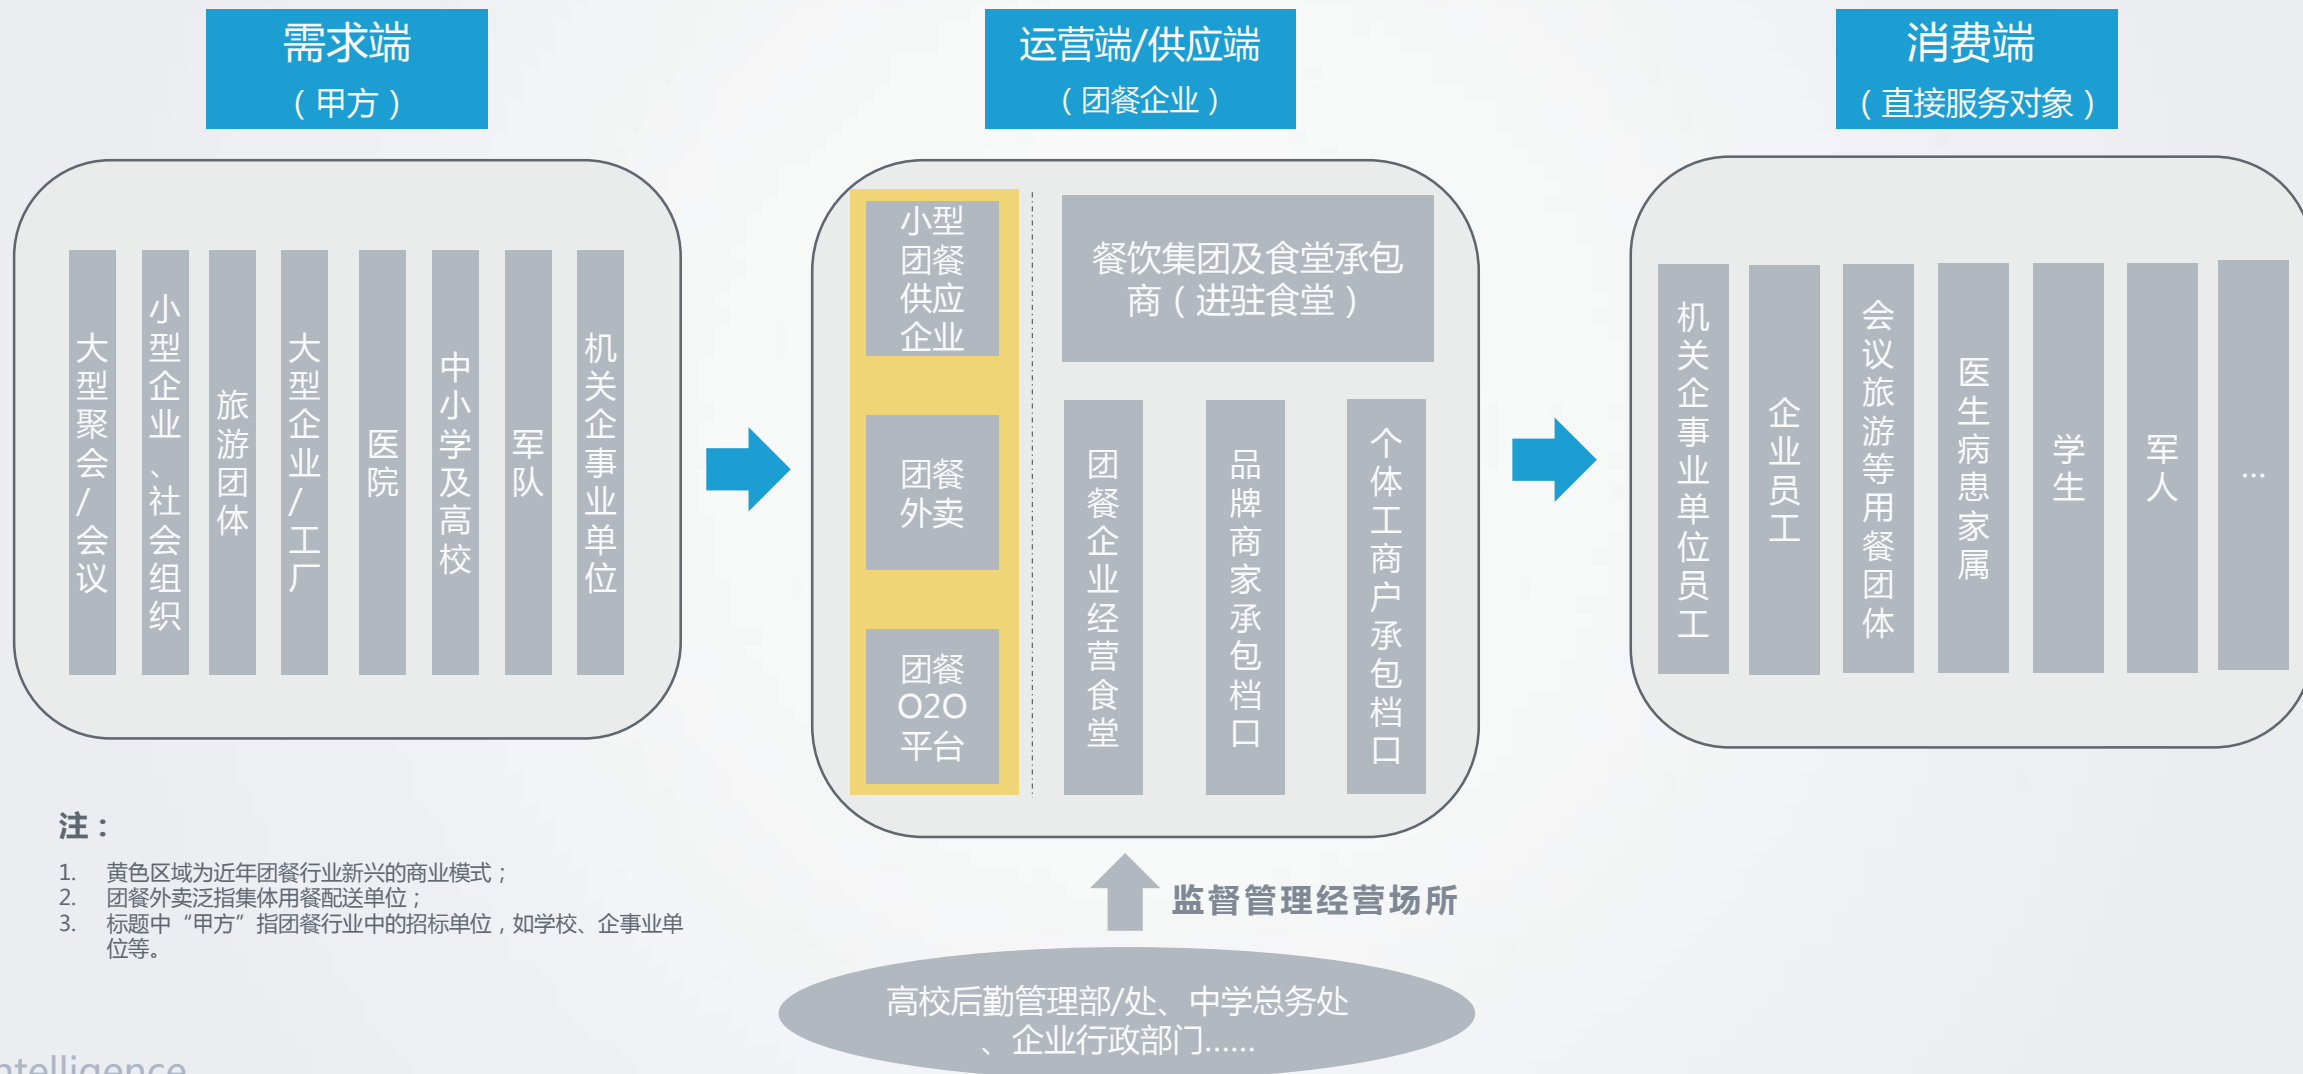 需求端
（甲方）
运营端/供应端
（团餐企业）
消费端
（直接服务对象）
大型聚会/会议
小型企业、社会组织
旅游团体
大型企业/工厂
医院
中小学及高校
军队
机关企事业单位
小型
团餐
供应
企业
团餐
外卖
团餐
O2O
平台
餐饮集团及食堂承包
商（进驻食堂）
团餐企业经营食堂
品牌商家承包档口
个体工商户承包档口
机关企事业单位员工
企业员工
会议旅游等用餐团体
医生病患家属
学生
军人
...
注：
1. 黄色区域为近年团餐行业新兴的商业模式；
2. 团餐外卖泛指集体用餐配送单位；
3. 标题中“甲方”指团餐行业中的招标单位，如学校、企事业单
位等。
监督管理经营场所
高校后勤管理部/处、中学总务处
、企业行政部门......
ntelligence